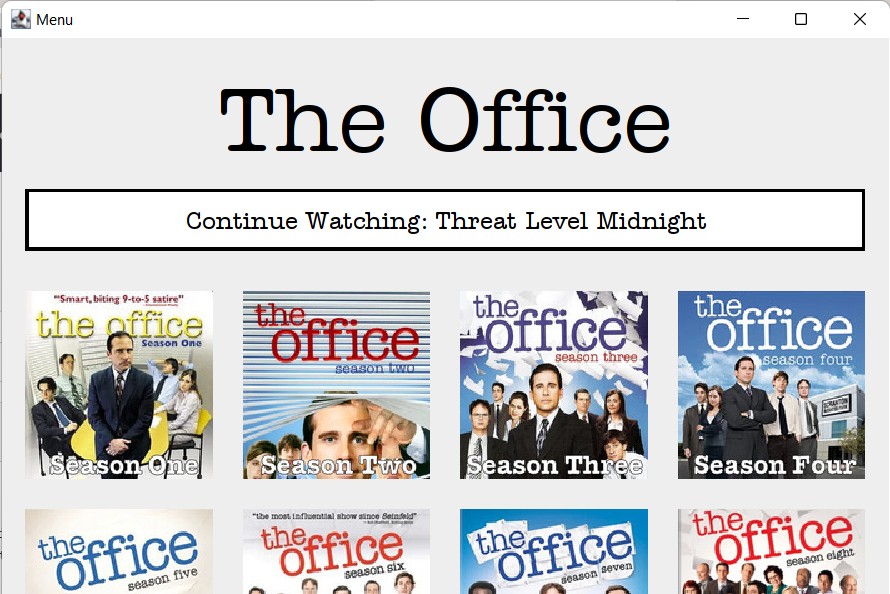 Menu
The Office
Continue Watching: Threat Level Midnight
"Smart, biting 9-to-5 satire"
the office
Season One
Season One
the
office
season two
Season Two
the
office
season three
Season Three
the
office
season four
Season Four
the
office
season five
"the most influential show since Seinfeld"
the
office
season six
the
office
season seven
the
office
season eight